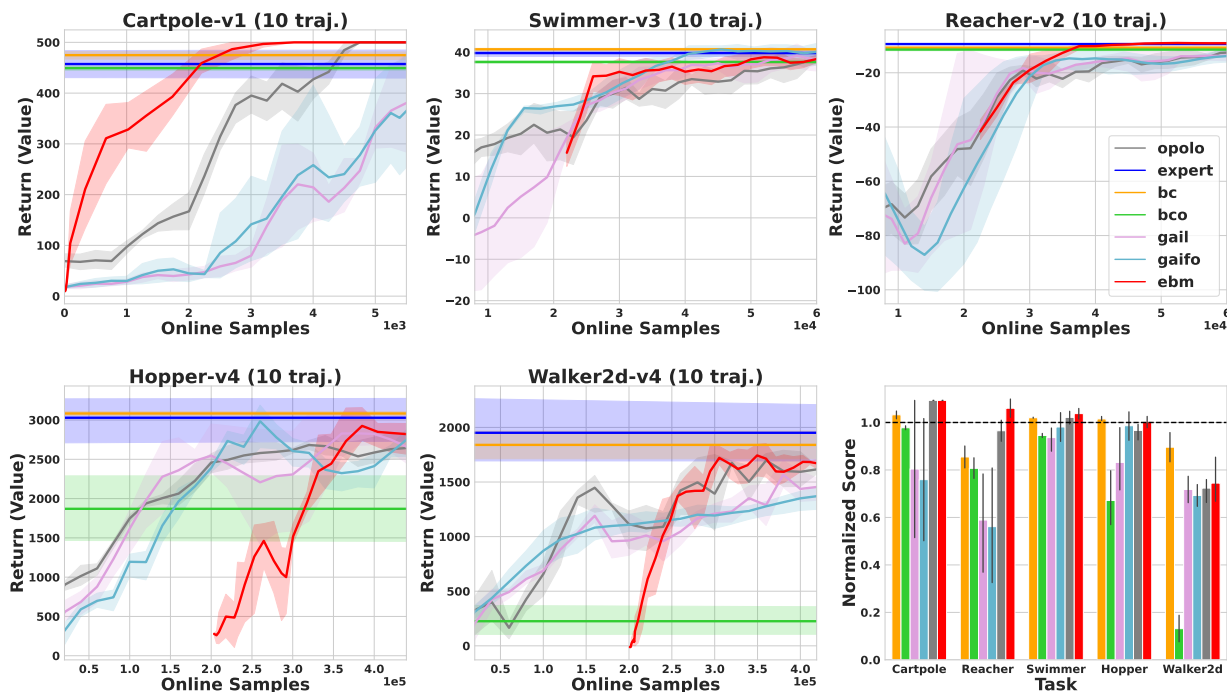 Cartpole-v1 (10 traj.)
Return (Value)
500
400
300
200
100
0
0 1 2 3 4 5
1e3
Online Samples
Swimmer-v3 (10 traj.)
Return (Value)
40
30
20
10
0
−10
−20
1 2 3 4 5 6
1e4
Online Samples
Reacher-v2 (10 traj.)
Return (Value)
−20
−40
−60
−80
−100
opolo
expert
bc
bco
gail
gaifo
ebm
1 2 3 4 5 6
1e4
Online Samples
Hopper-v4 (10 traj.)
Return (Value)
3000
2500
2000
1500
1000
500
0
0.5 1.0 1.5 2.0 2.5 3.0 3.5 4.0
1e5
Online Samples
Walker2d-v4 (10 traj.)
Return (Value)
2000
1500
1000
500
0
0.5 1.0 1.5 2.0 2.5 3.0 3.5 4.0
1e5
Online Samples
Normalized Score
1.0
0.8
0.6
0.4
0.2
0.0
Cartpole Reacher Swimmer Hopper Walker2d
Task